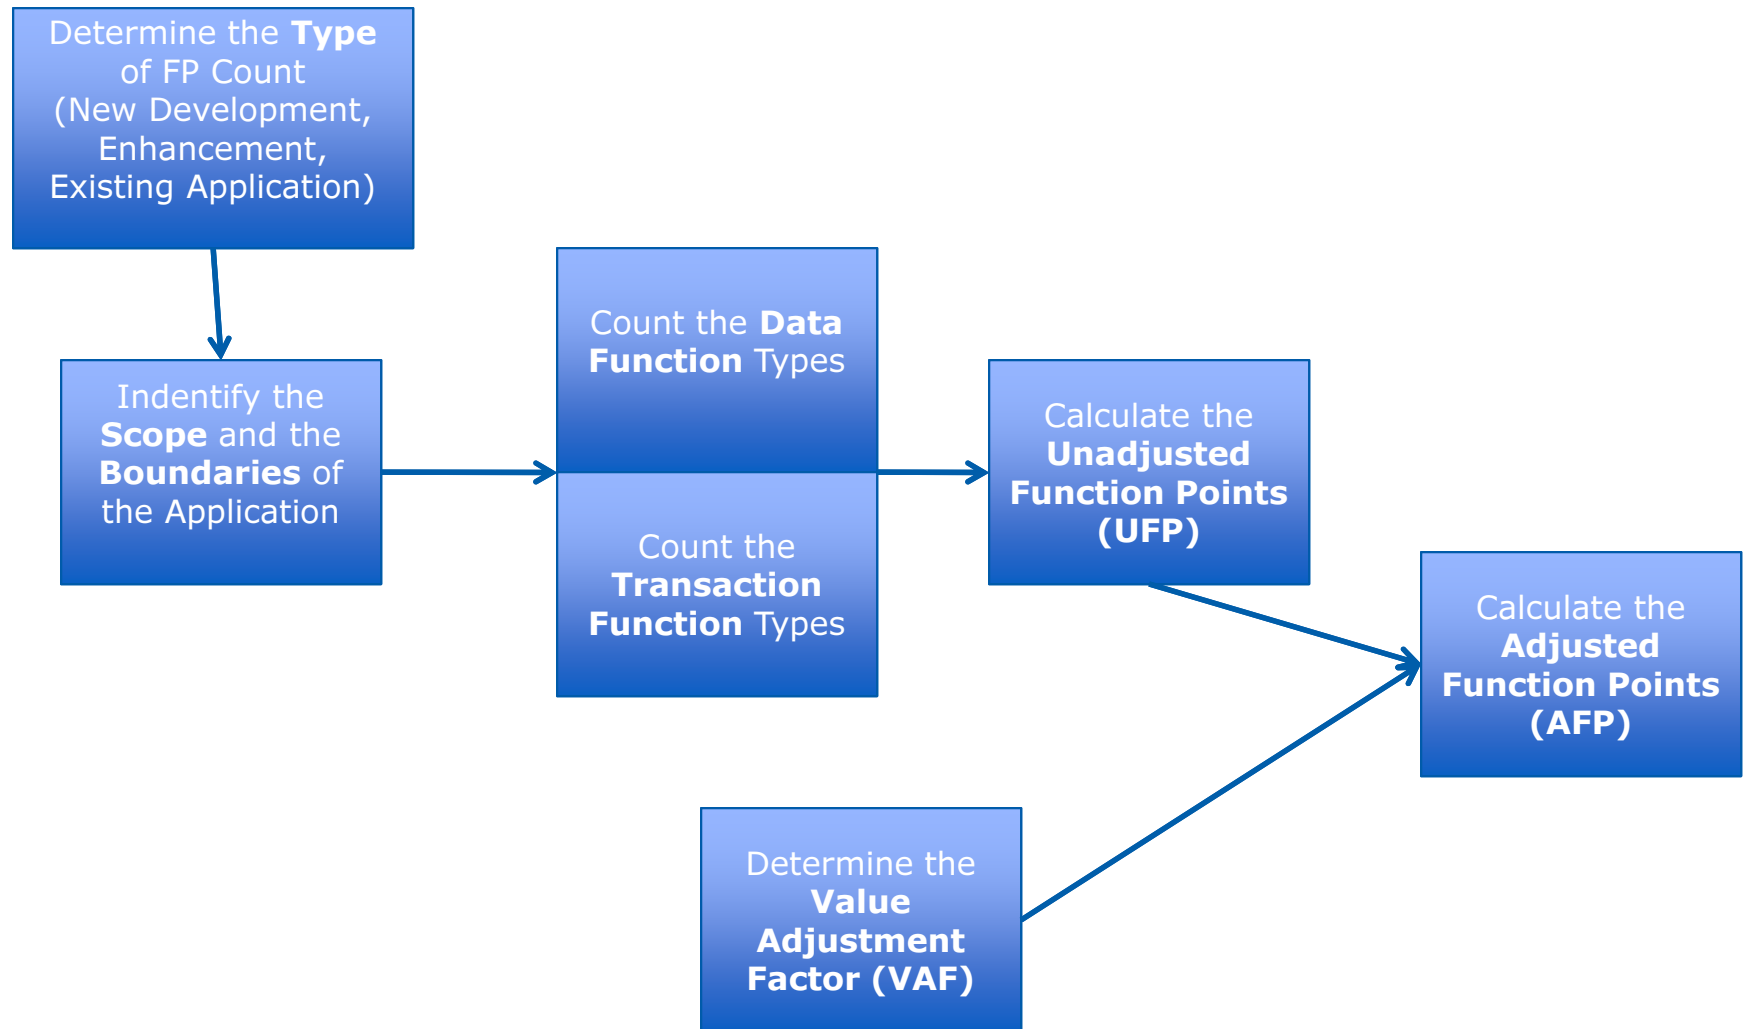 Determine the Type
of FP Count
(New Development,
Enhancement,
Existing Application)
Indentify the
Scope and the
Boundaries of
the Application
Count the Data
Function Types
Count the
Transaction
Function Types
Calculate the
Unadjusted
Function Points
(UFP)
Calculate the
Adjusted
Function Points
(AFP)
Determine the
Value
Adjustment
Factor (VAF)